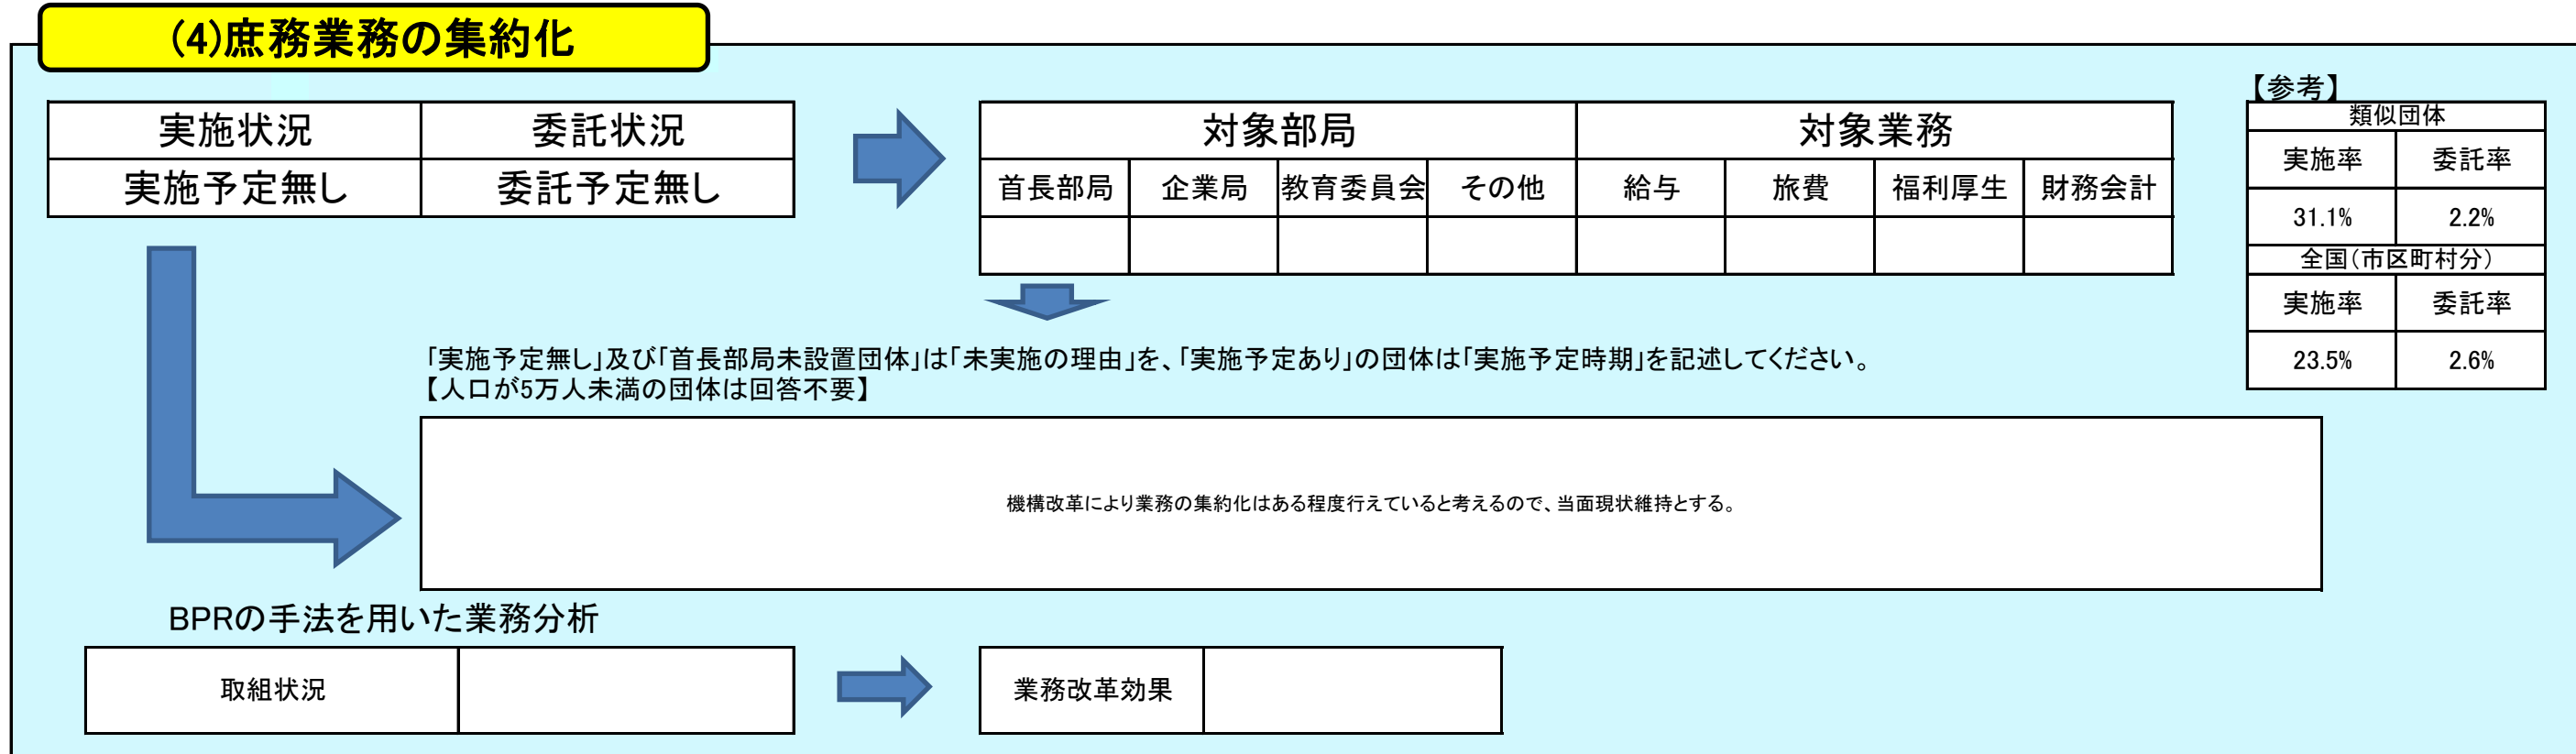 (4)庶務業務の集約化
実施状況 委託状況
実施予定無し 委託予定無し
対象部局 対象業務
首長部局 企業局 教育委員会 その他 給与 旅費 福利厚生 財務会計
【参考】
類似団体
実施率 委託率
31.1% 2.2%
全国(市区町村分)
実施率 委託率
23.5% 2.6%
「実施予定無し」及び「首長部局未設置団体」は「未実施の理由」を、「実施予定あり」の団体は「実施予定時期」を記述してください。
【人口が5万人未満の団体は回答不要】
機構改革により業務の集約化はある程度行えていると考えるので、当面現状維持とする。
BPRの手法を用いた業務分析
取組状況
業務改革効果